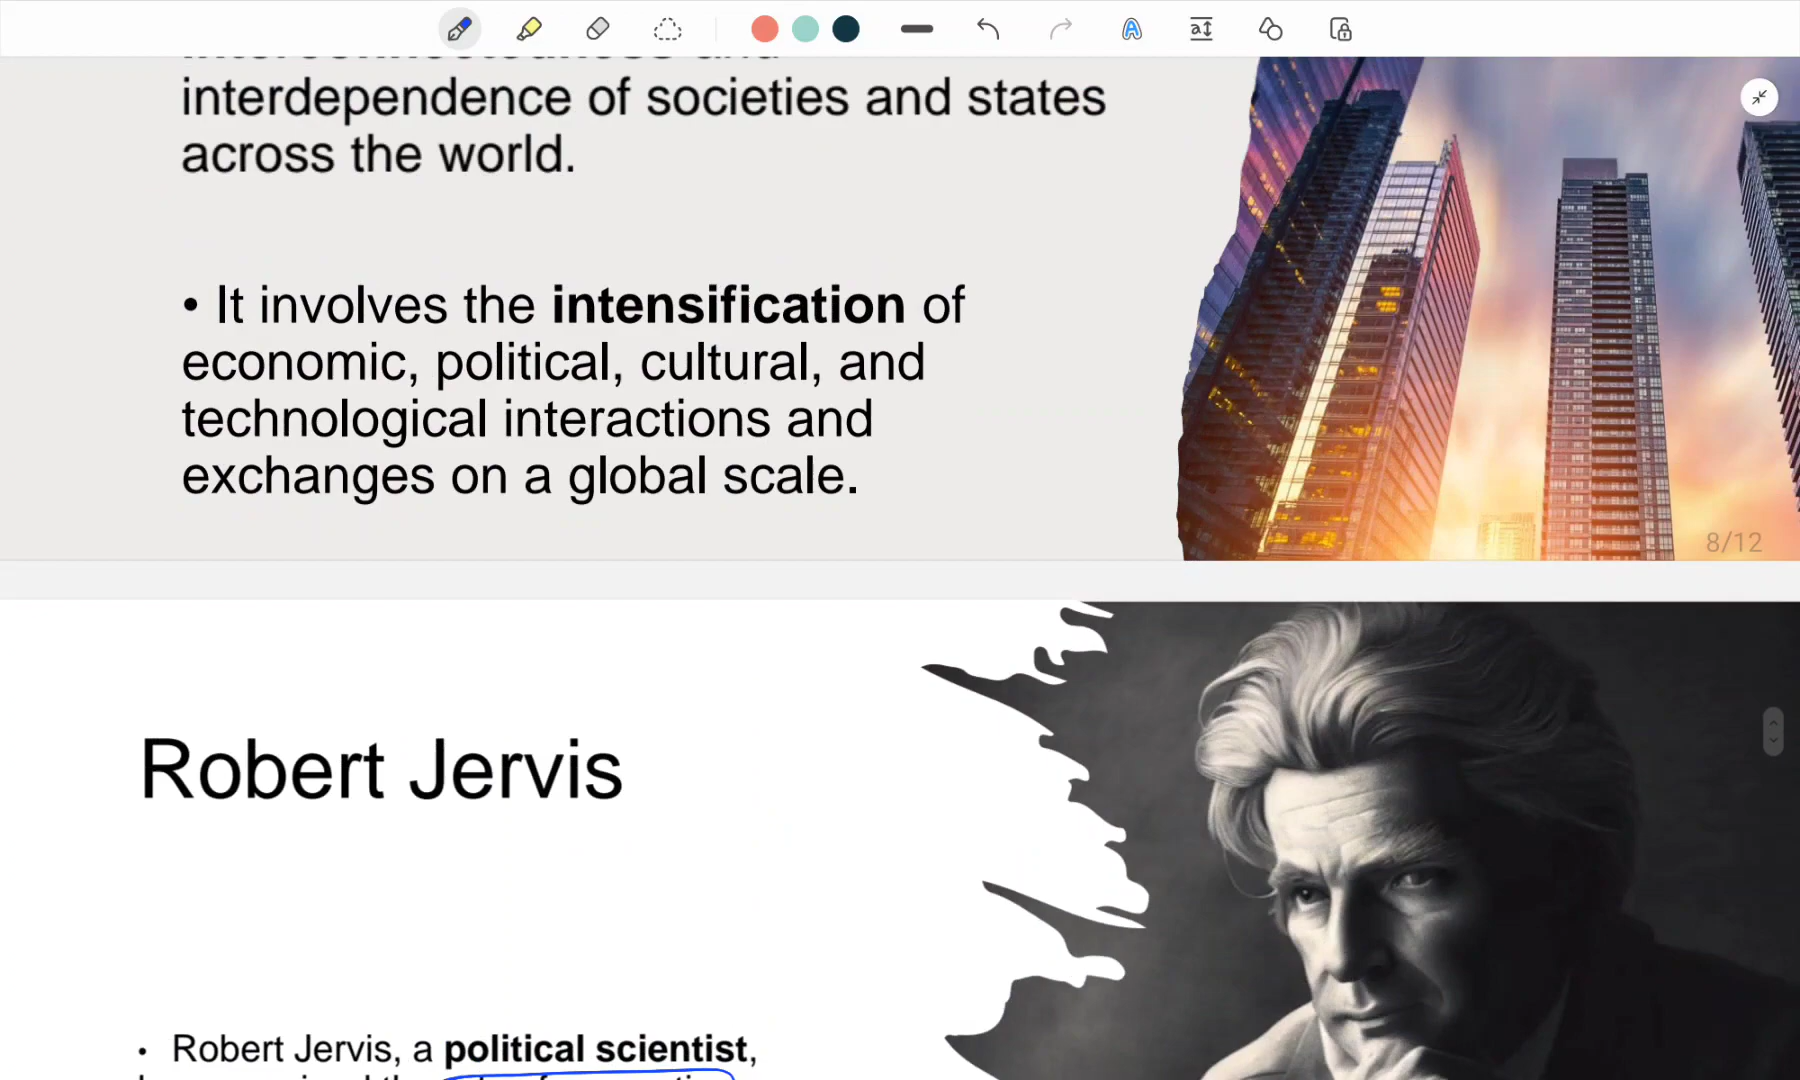 interdependence of societies and states
across the world.
• It involves the intensification of
economic, political, cultural, and
technological interactions and
exchanges on a global scale.
8/12
Robert Jervis
• Robert Jervis, a political scientist,